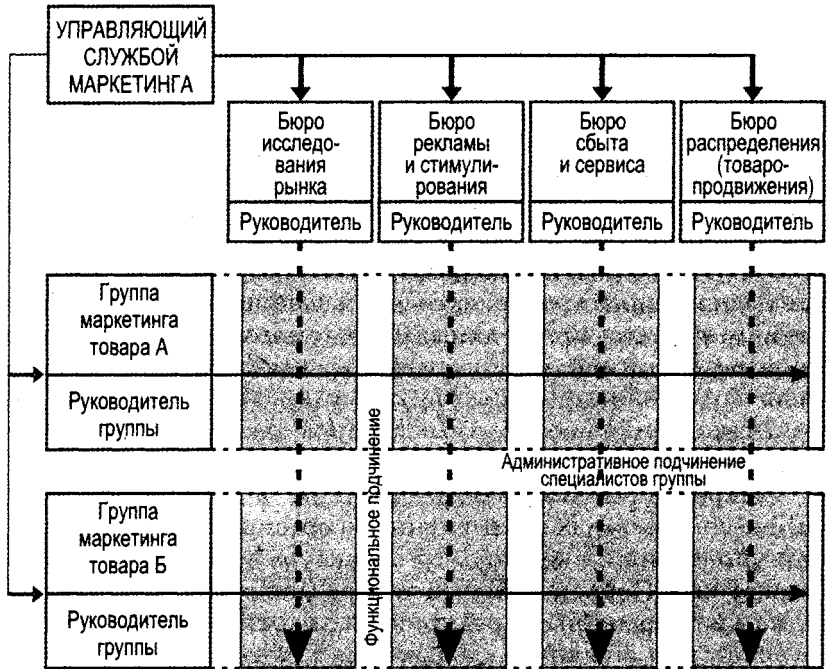 УПРАВЛЯЮЩИЙ
СЛУЖБОЙ
МАРКЕТИНГА
Бюро
исследо-
вания
рынка
Руководитель
Бюро
рекламы
и стимули-
рования
Руководитель
Бюро
сбыта
и сервиса
Руководитель
Бюро
распределения
(товаро-
продвижения)
Руководитель
Группа
маркетинга
товара А
Руководитель
группы
Функциональное подчинение
Административное подчинение
специалистов группы
Группа
маркетинга
товара Б
Руководитель
группы